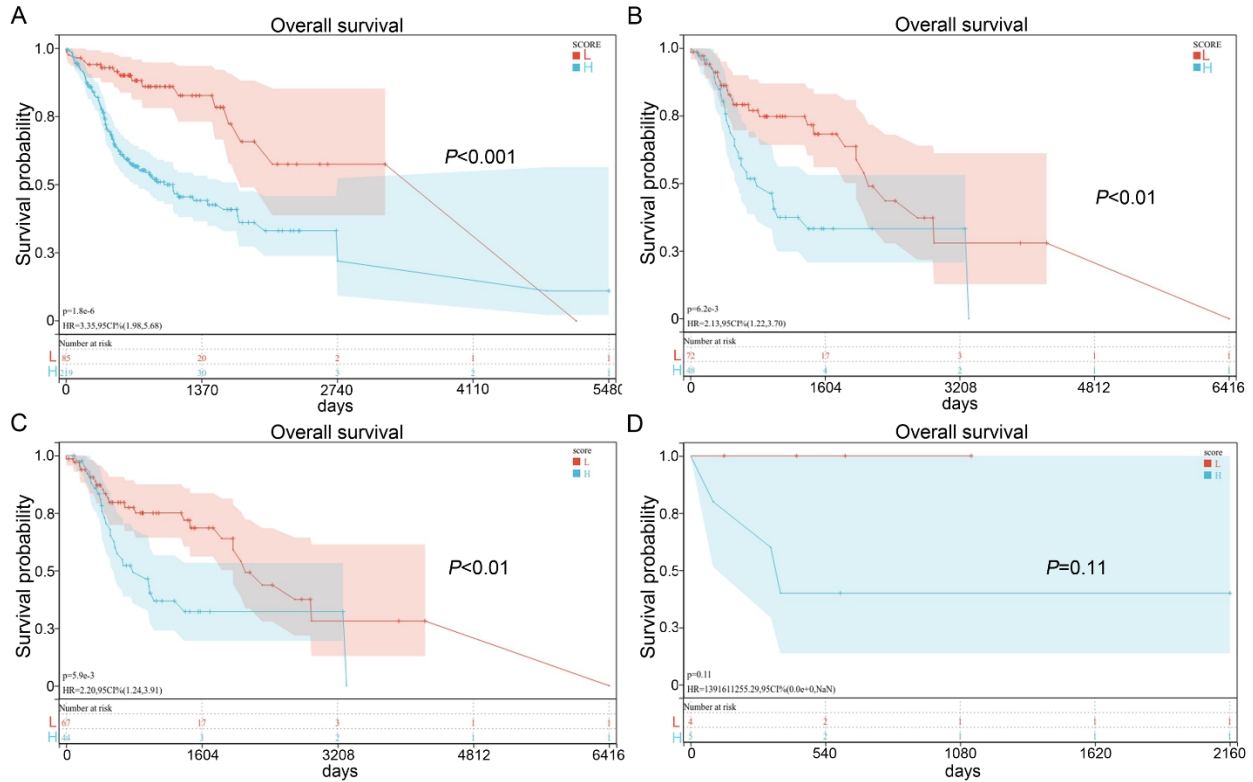 A
Overall survival
SCORE
L
H
Survival probability
1.0
0.8
0.5
0.3
0
P<0.001
p=1.8e-6
HR=3.35,95CI%(1.98,5.68)
Number at risk
L 85 20 2 1 1
H 219 30 3 2 1
0 1370 2740 4110 5480
days
B
Overall survival
SCORE
L
H
Survival probability
1.0
0.8
0.5
0.3
0
P<0.01
p=6.2e-3
HR=2.13,95CI%(1.22,3.70)
Number at risk
L 72 17 3 1 1
H 48 4 2 1 1
0 1604 3208 4812 6416
days
C
Overall survival
score
L
H
Survival probability
1.0
0.8
0.5
0.3
0
P<0.01
p=5.9e-3
HR=2.20,95CI%(1.24,3.91)
Number at risk
L 67 17 3 1 1
H 44 3 2 1 1
0 1604 3208 4812 6416
days
D
Overall survival
score
L
H
Survival probability
1.0
0.8
0.5
0.3
0.0
P=0.11
p=0.11
HR=1391611255.29,95CI%(0.0e+0,NaN)
Number at risk
L 4 2 1 1 1
H 5 2 1 1 1
0 540 1080 1620 2160
days